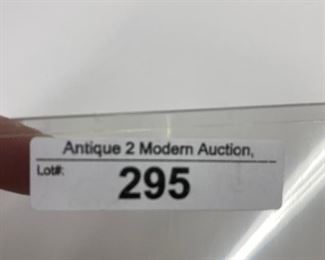 Antique 2 Modern Auction,
Lot#: 295